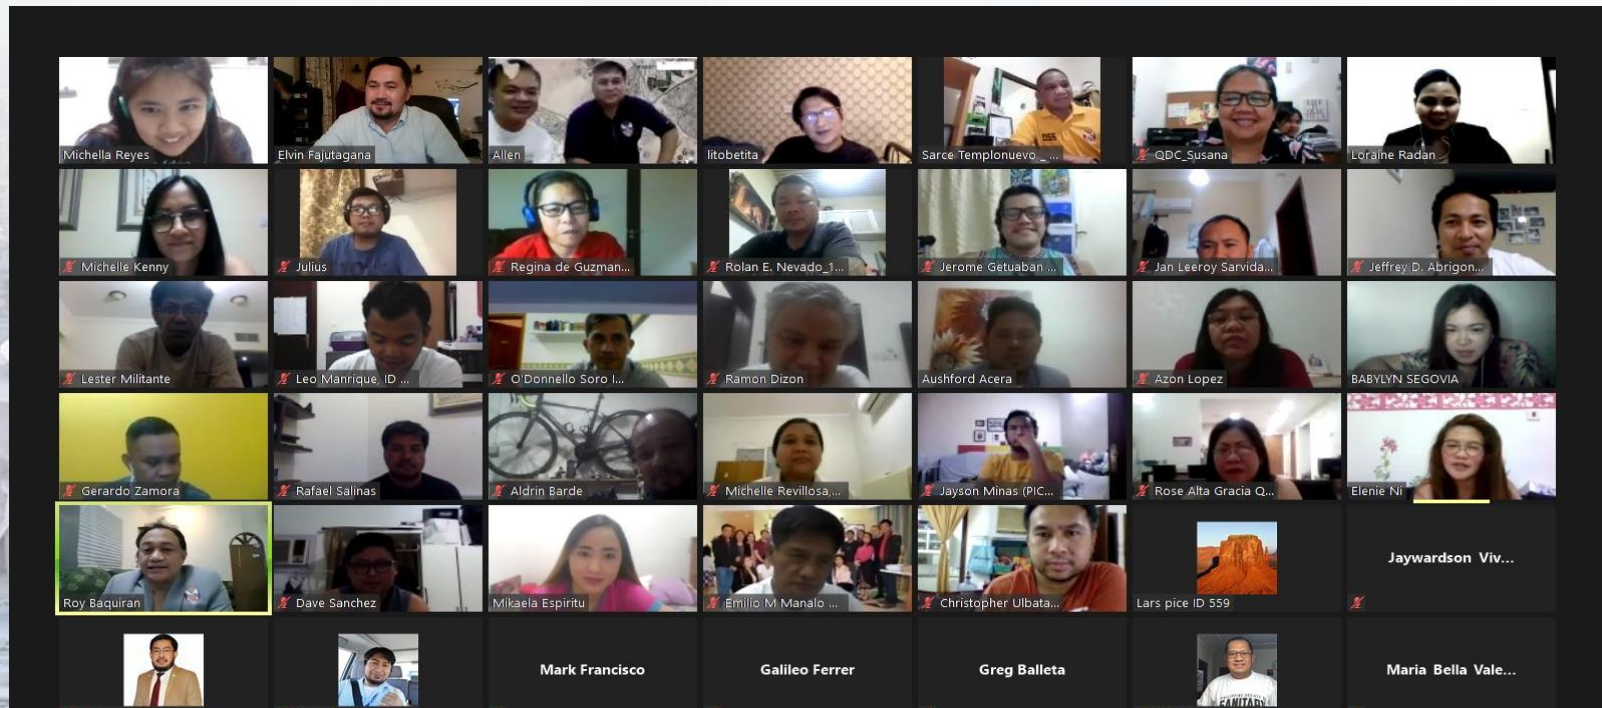 Michella Reyes
Elvin Fajutagana
Allen
litobetita
Sarce Templonuevo _ ...
QDC_Susana
Loraine Radan
Michelle Kenny
Julius
Regina de Guzman...
Rolan E. Nevado_1...
Jerome Getuaban ...
Jan Leeroy Sarvida...
Jeffrey D. Abrigon...
Lester Militante
Leo Manrique, ID ...
O'Donnello Soro I...
Ramon Dizon
Aushford Acera
Azon Lopez
BABYLYN SEGOVIA
Gerardo Zamora
Rafael Salinas
Aldrin Barde
Michelle Revillosa,...
Jayson Minas (PIC...
Rose Alta Gracia Q...
Elenie Ni
Roy Baquiran
Dave Sanchez
Mikaela Espiritu
Emilio M Manalo ...
Christopher Ulbata...
Lars pice ID 559
Jaywardson Viv...
Mark Francisco
Galileo Ferrer
Greg Balleta
SANITARY
Maria Bella Vale...